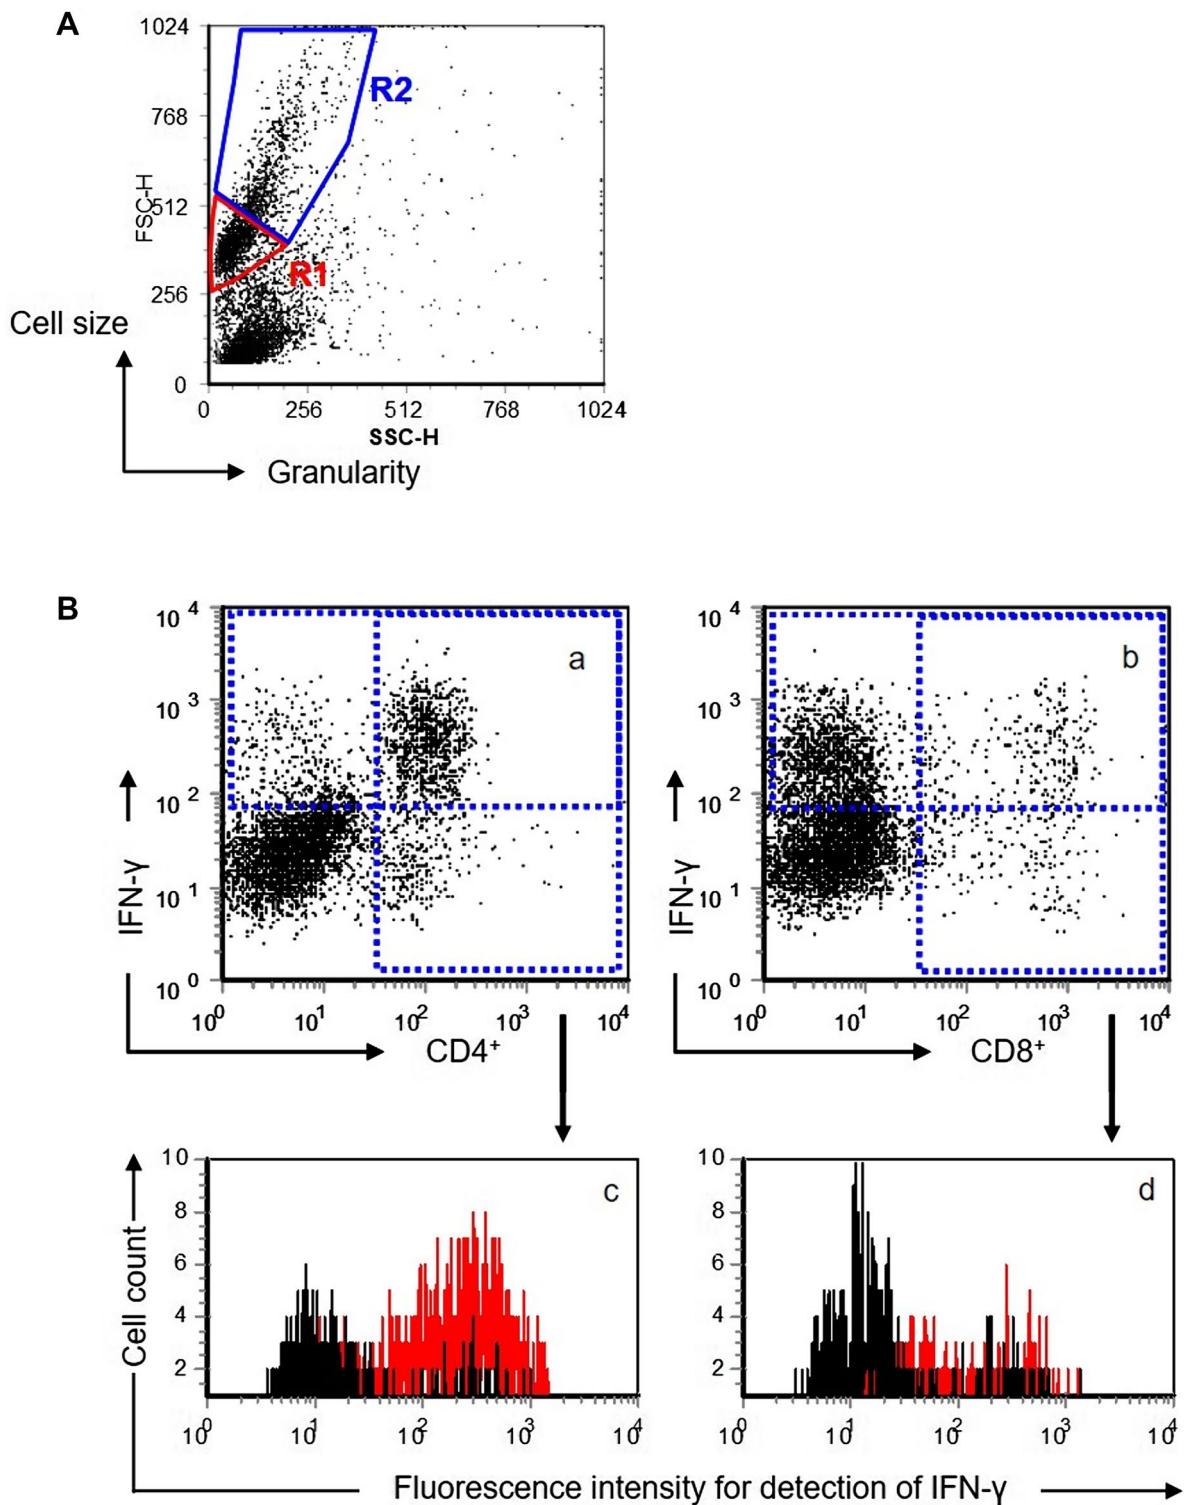 A
1024
768
512
256
0
FSC-H
R2
R1
Cell size
0 256 512 768 1024
SSC-H
Granularity
B
10 4
10 3
10 2
10 1
10 0
IFN-γ
a
10 0 10 1 10 2 10 3 10 4
CD4+
10 4
10 3
10 2
10 1
10 0
IFN-γ
b
10 0 10 1 10 2 10 3 10 4
CD8+
10
8
6
4
2
Cell count
c
10 0 10 1 10 2 10 3 10 4
10
8
6
4
2
d
10 0 10 1 10 2 10 3 10 4
Fluorescence intensity for detection of IFN-γ